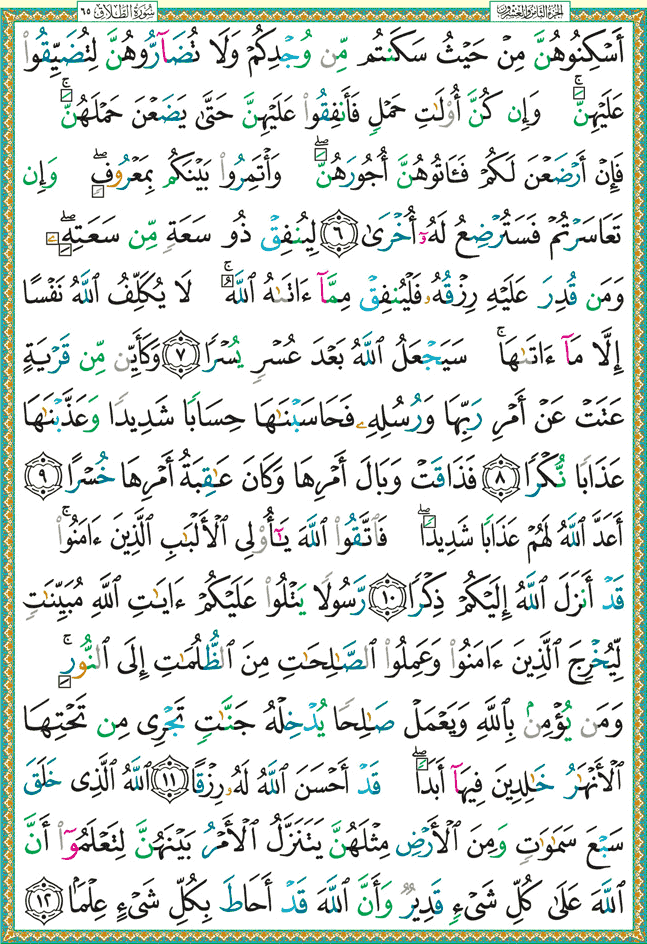 الجزء الثامن والعشرون
سورة الطلاق ٦٥
أَسْكِنُوهُنَّ مِنْ حَيْثُ سَكَنتُم مِّن وُجْدِكُمْ وَلَا تُضَآرُّوهُنَّ لِتُضَيِّقُوا۟
عَلَيْهِنَّ ۚ وَإِن كُنَّ أُو۟لَٰتِ حَمْلٍ فَأَنفِقُوا۟ عَلَيْهِنَّ حَتَّىٰ يَضَعْنَ حَمْلَهُنَّ ۚ
فَإِنْ أَرْضَعْنَ لَكُمْ فَـَٔاتُوهُنَّ أُجُورَهُنَّ ۖ وَأْتَمِرُوا۟ بَيْنَكُم بِمَعْرُوفٍ ۖ وَإِن
تَعَاسَرْتُمْ فَسَتُرْضِعُ لَهُۥٓ أُخْرَىٰ ٦ لِيُنفِقْ ذُو سَعَةٍ مِّن سَعَتِهِۦ ۖ
وَمَن قُدِرَ عَلَيْهِ رِزْقُهُۥ فَلْيُنفِقْ مِمَّآ ءَاتَىٰهُ ٱللَّهُ ۚ لَا يُكَلِّفُ ٱللَّهُ نَفْسًا
إِلَّا مَآ ءَاتَىٰهَا ۚ سَيَجْعَلُ ٱللَّهُ بَعْدَ عُسْرٍ يُسْرًا ٧ وَكَأَيِّن مِّن قَرْيَةٍ
عَتَتْ عَنْ أَمْرِ رَبِّهَا وَرُسُلِهِۦ فَحَاسَبْنَٰهَا حِسَابًا شَدِيدًا وَعَذَّبْنَٰهَا
عَذَابًا نُّكْرًا ٨ فَذَاقَتْ وَبَالَ أَمْرِهَا وَكَانَ عَٰقِبَةُ أَمْرِهَا خُسْرًا ٩
أَعَدَّ ٱللَّهُ لَهُمْ عَذَابًا شَدِيدًا ۖ فَٱتَّقُوا۟ ٱللَّهَ يَٰٓأُو۟لِى ٱلْأَلْبَٰبِ ٱلَّذِينَ ءَامَنُوا۟ ۚ
قَدْ أَنزَلَ ٱللَّهُ إِلَيْكُمْ ذِكْرًا ١٠ رَّسُولًا يَتْلُوا۟ عَلَيْكُمْ ءَايَٰتِ ٱللَّهِ مُبَيِّنَٰتٍ
لِّيُخْرِجَ ٱلَّذِينَ ءَامَنُوا۟ وَعَمِلُوا۟ ٱلصَّٰلِحَٰتِ مِنَ ٱلظُّلُمَٰتِ إِلَى ٱلنُّورِ ۚ
وَمَن يُؤْمِنۢ بِٱللَّهِ وَيَعْمَلْ صَٰلِحًا يُدْخِلْهُ جَنَّٰتٍ تَجْرِى مِن تَحْتِهَا
ٱلْأَنْهَٰرُ خَٰلِدِينَ فِيهَآ أَبَدًا ۖ قَدْ أَحْسَنَ ٱللَّهُ لَهُۥ رِزْقًا ١١ ٱللَّهُ ٱلَّذِى خَلَقَ
سَبْعَ سَمَٰوَٰتٍ وَمِنَ ٱلْأَرْضِ مِثْلَهُنَّ يَتَنَزَّلُ ٱلْأَمْرُ بَيْنَهُنَّ لِتَعْلَمُوٓا۟ أَنَّ
ٱللَّهَ عَلَىٰ كُلِّ شَىْءٍ قَدِيرٌ وَأَنَّ ٱللَّهَ قَدْ أَحَاطَ بِكُلِّ شَىْءٍ عِلْمًۢا ١٢